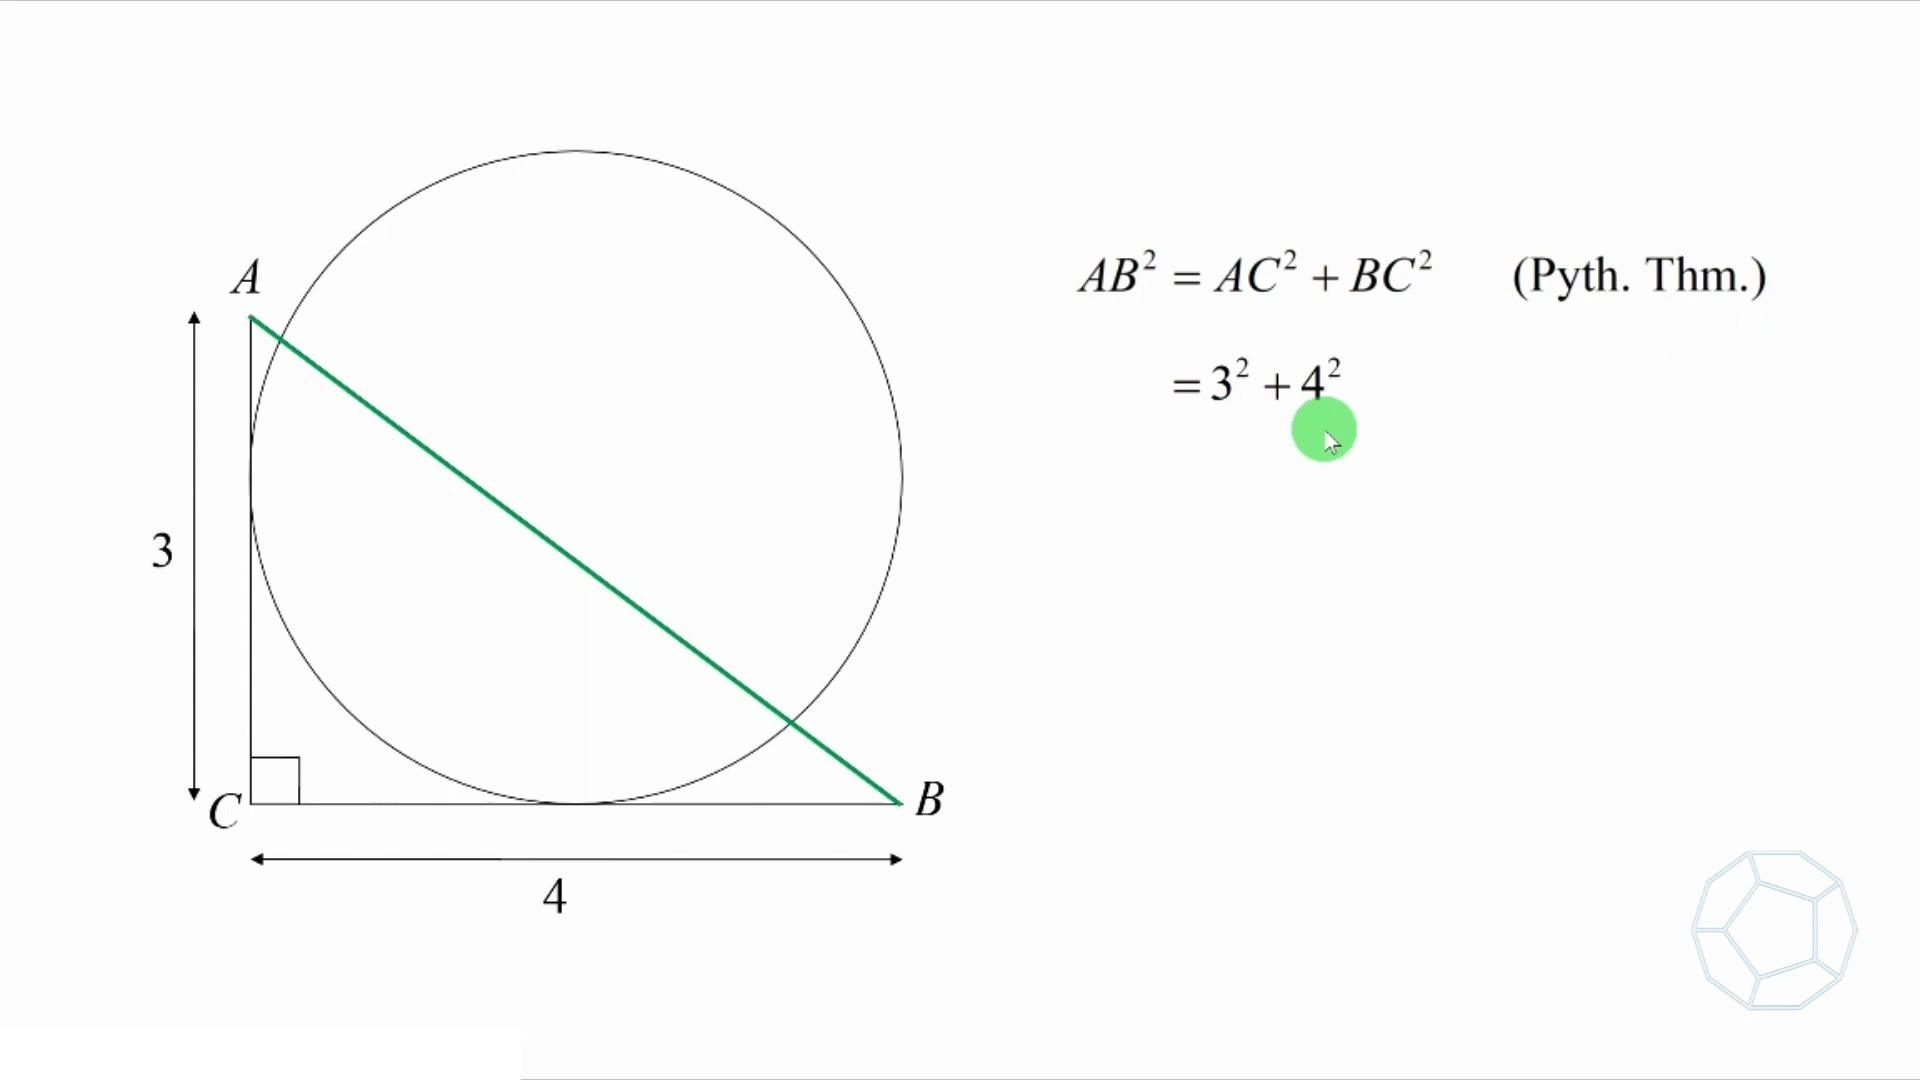 A
AB² = AC² + BC² (Pyth. Thm.)
= 3² + 4²
3
C
B
4